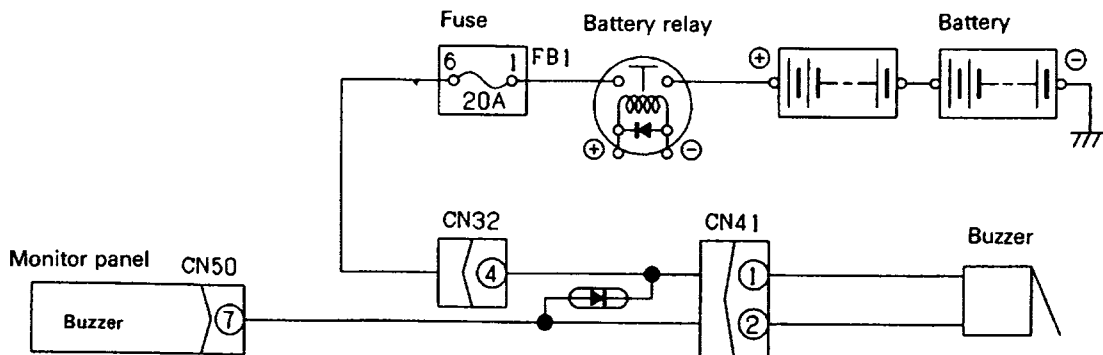 Fuse
Battery relay
Battery
6 1 FB1
20A
⊕ ⊖
⊕ ⊖
CN32
CN41
Buzzer
Monitor panel
CN50
④
①
Buzzer
⑦
②